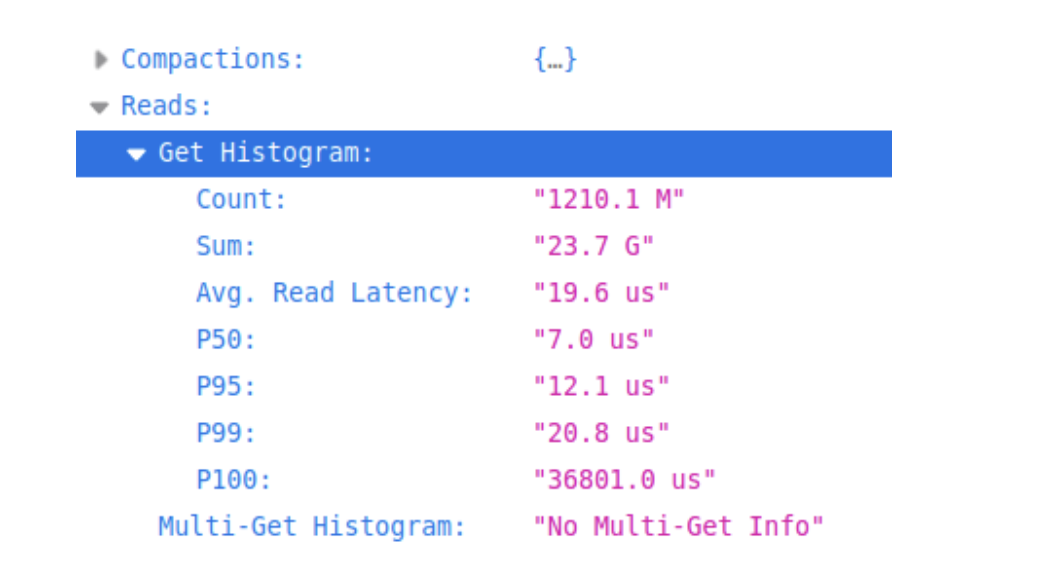 Compactions: {…}
Reads:
Get Histogram:
Count: "1210.1 M"
Sum: "23.7 G"
Avg. Read Latency: "19.6 us"
P50: "7.0 us"
P95: "12.1 us"
P99: "20.8 us"
P100: "36801.0 us"
Multi-Get Histogram: "No Multi-Get Info"